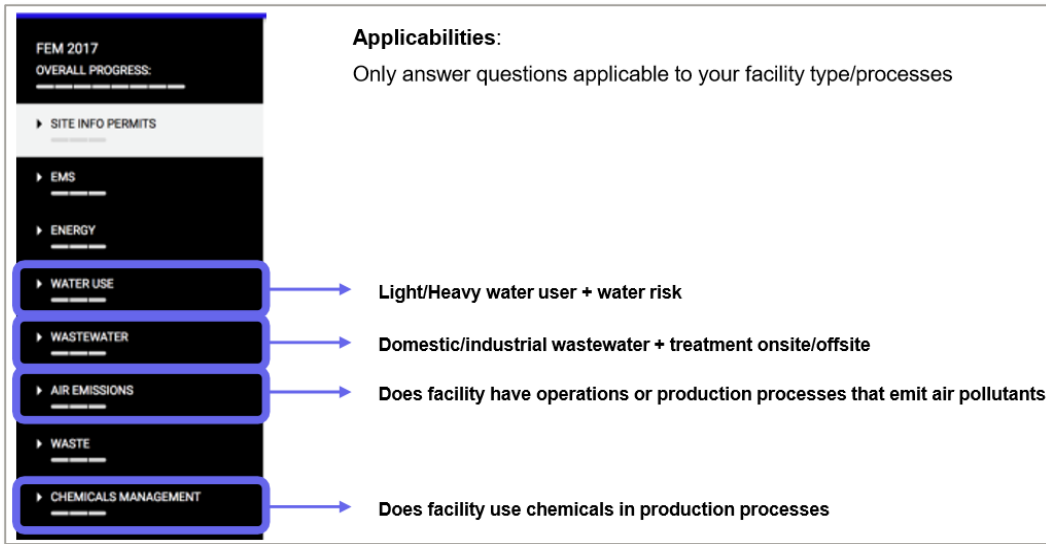 FEM 2017
OVERALL PROGRESS:
SITE INFO PERMITS
EMS
ENERGY
WATER USE
WASTEWATER
AIR EMISSIONS
WASTE
CHEMICALS MANAGEMENT
Applicabilities:
Only answer questions applicable to your facility type/processes
Light/Heavy water user + water risk
Domestic/industrial wastewater + treatment onsite/offsite
Does facility have operations or production processes that emit air pollutants
Does facility use chemicals in production processes